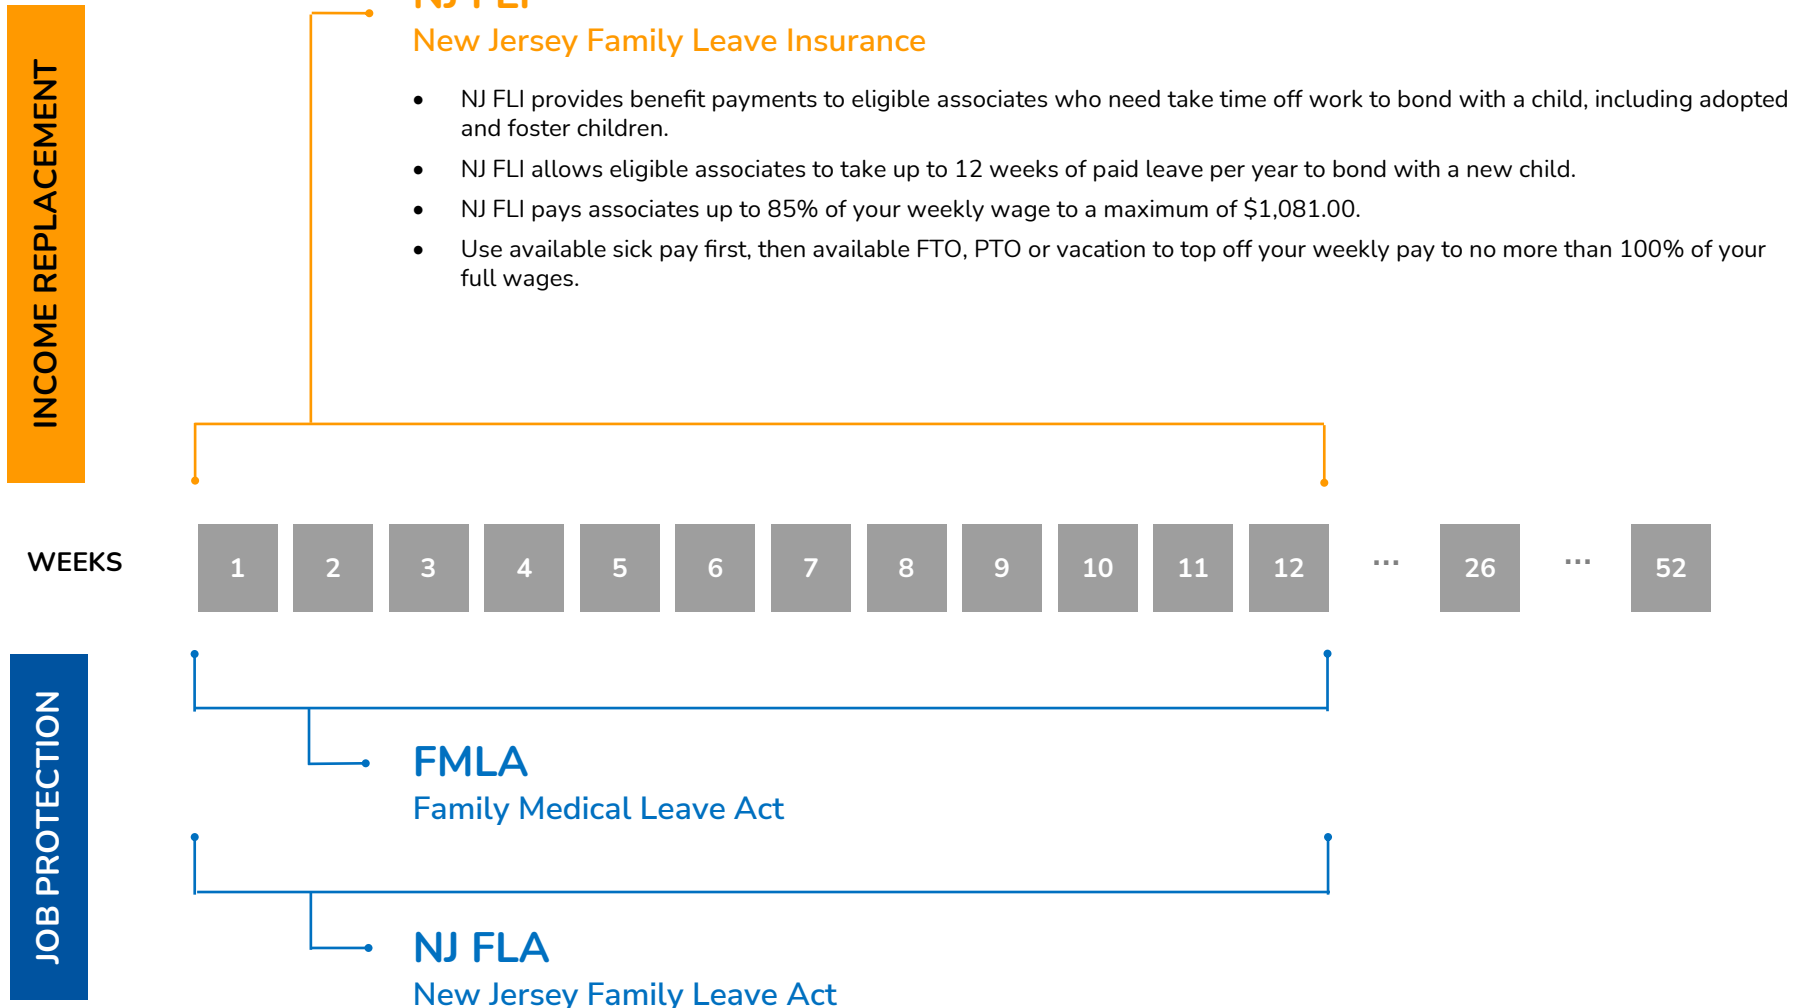 NJ FLI
New Jersey Family Leave Insurance
INCOME REPLACEMENT
• NJ FLI provides benefit payments to eligible associates who need take time off work to bond with a child, including adopted
and foster children.
• NJ FLI allows eligible associates to take up to 12 weeks of paid leave per year to bond with a new child.
• NJ FLI pays associates up to 85% of your weekly wage to a maximum of $1,081.00.
• Use available sick pay first, then available FTO, PTO or vacation to top off your weekly pay to no more than 100% of your
full wages.
WEEKS 1 2 3 4 5 6 7 8 9 10 11 12 ... 26 ... 52
JOB PROTECTION
FMLA
Family Medical Leave Act
NJ FLA
New Jersey Family Leave Act